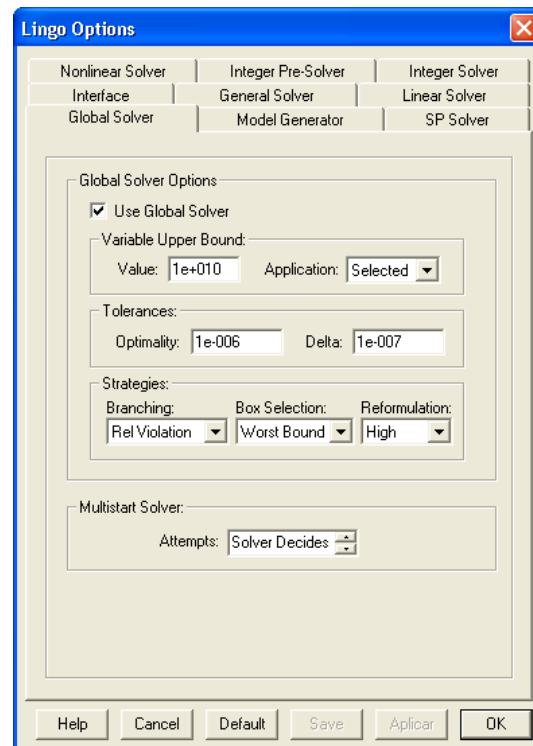 Lingo Options
Nonlinear Solver Integer Pre-Solver Integer Solver
Interface General Solver Linear Solver
Global Solver Model Generator SP Solver
Global Solver Options
Use Global Solver
Variable Upper Bound:
Value: 1e+010 Application: Selected
Tolerances:
Optimality: 1e-006 Delta: 1e-007
Strategies:
Branching: Box Selection: Reformulation:
Rel Violation Worst Bound High
Multistart Solver:
Attempts: Solver Decides
Help Cancel Default Save Aplicar OK